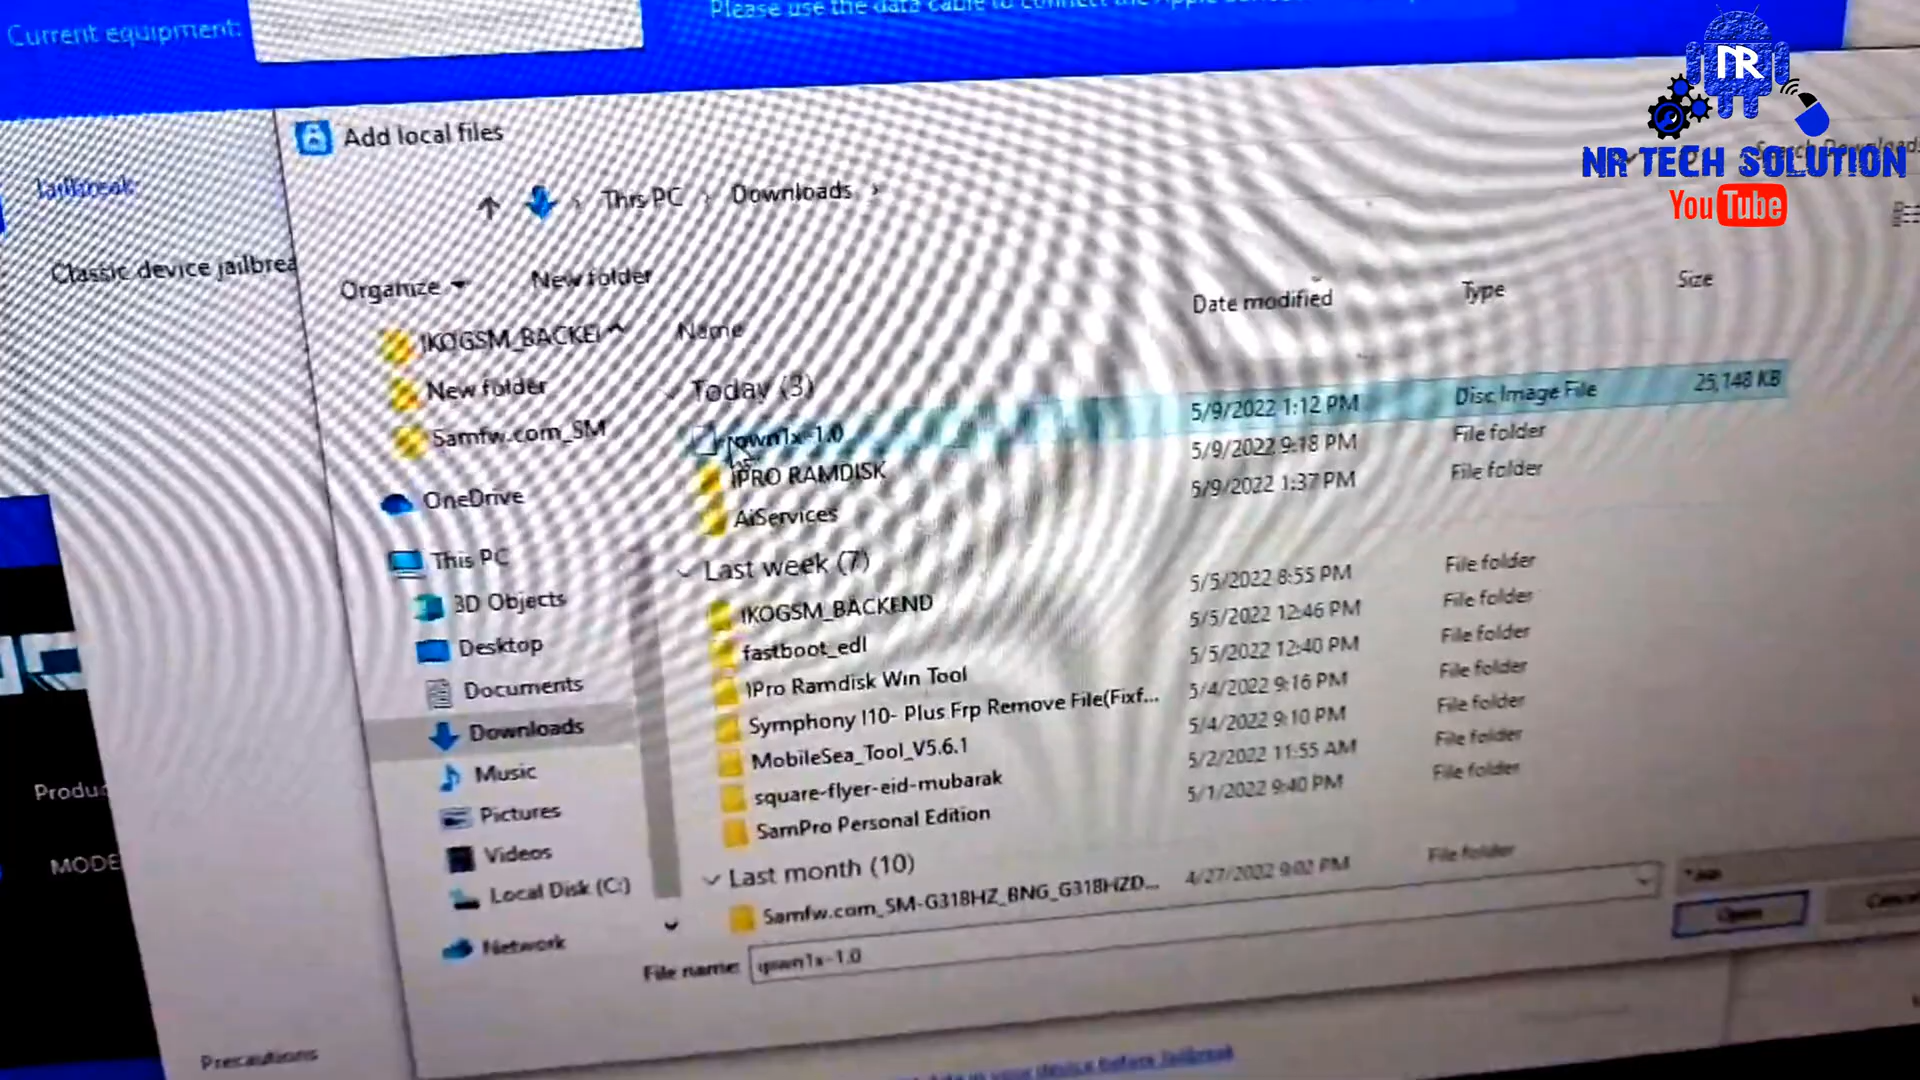 Current equipment:
Please use the data cable to connect the Apple
NR
NR TECH SOLUTION
YouTube
Add local files
Jailbreak
This PC
Downloads
Classic device jailbrea
Organize
New folder
Name
Date modified
Type
Size
IKOGSM_BACKEI
New folder
Samfw.com_SM
OneDrive
This PC
3D Objects
Desktop
Documents
Downloads
Music
Pictures
Videos
Local Disk (C:)
Network
Today (3)
ipwn1x-1.0 5/9/2022 1:12 PM Disc Image File 25,148 KB
IPRO RAMDISK 5/9/2022 9:18 PM File folder
AiServices 5/9/2022 1:37 PM File folder
Last week (7)
IKOGSM_BACKEND 5/5/2022 8:55 PM File folder
fastboot_edl 5/5/2022 12:46 PM File folder
IPro Ramdisk Win Tool 5/5/2022 12:40 PM File folder
Symphony I10- Plus Frp Remove File(Fixf... 5/4/2022 9:16 PM File folder
MobileSea_Tool_V5.6.1 5/4/2022 9:10 PM File folder
square-flyer-eid-mubarak 5/2/2022 11:55 AM File folder
SamPro Personal Edition 5/1/2022 9:40 PM File folder
Last month (10)
Samfw.com_SM-G318HZ_BNG_G318HZD... 4/27/2022 9:02 PM File folder
File name: ipwn1x-1.0
Open
Cancel
Produc
MODE
Precautions
in your device before Jailbreak